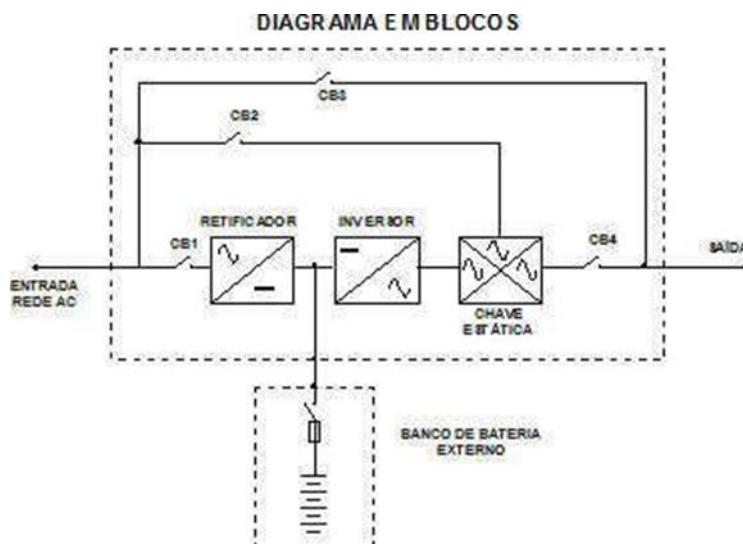 DIAGRAMA EM BLOCOS
CB3
CB2
RETIFICADOR
INVERSOR
CB1
CB4
SAÍDA
ENTRADA
REDE AC
CHAVE
ESTÁTICA
BANCO DE BATERIA
EXTERNO